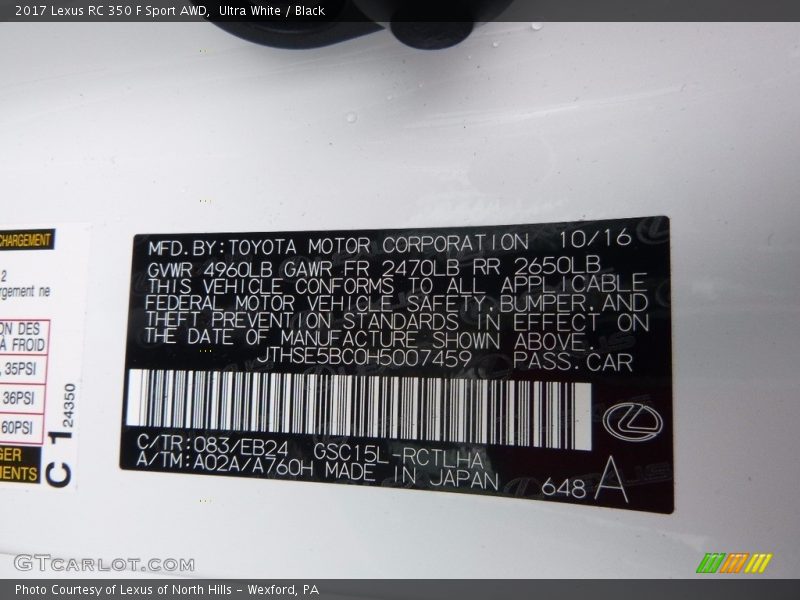 2017 Lexus RC 350 F Sport AWD,  Ultra White / Black
CHARGEMENT
2
rgement ne
ON DES
À FROID
, 35PSI
36PSI
60PSI
GER
MENTS
C 1 24350
MFD.BY:TOYOTA MOTOR CORPORATION 10/16
GVWR 4960LB GAWR FR 2470LB RR 2650LB
THIS VEHICLE CONFORMS TO ALL APPLICABLE
FEDERAL MOTOR VEHICLE SAFETY,BUMPER,AND
THEFT PREVENTION STANDARDS IN EFFECT ON
THE DATE OF MANUFACTURE SHOWN ABOVE.
JTHSE5BC0H5007459 PASS.CAR
C/TR:083/EB24 GSC15L-RCTLHA
A/TM:A02A/A760H MADE IN JAPAN 648 A
GTCARLOT.COM
Photo Courtesy of Lexus of North Hills – Wexford, PA